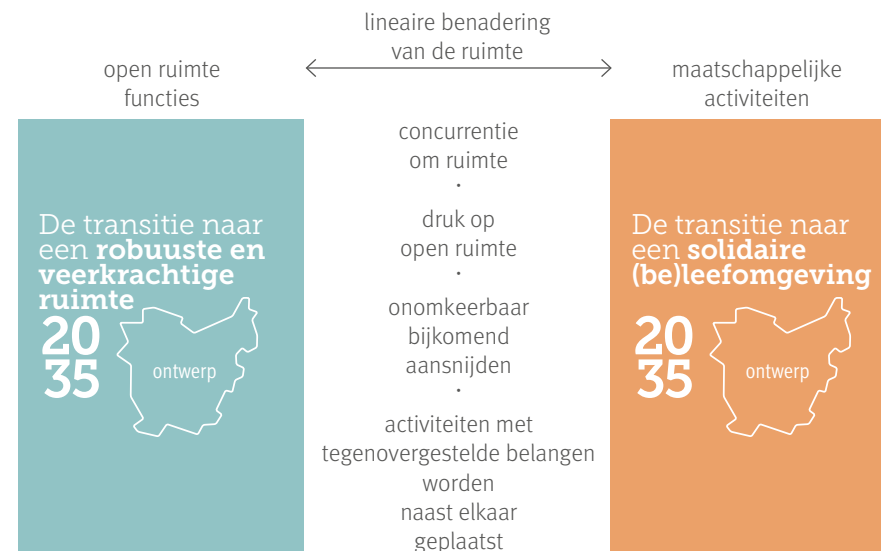 lineaire benadering
van de ruimte
open ruimte
functies
maatschappelijke
activiteiten
De transitie naar
een robuuste en
veerkrachtige
ruimte
20
35
ontwerp
concurrentie
om ruimte
·
druk op
open ruimte
·
onomkeerbaar
bijkomend
aansnijden
·
activiteiten met
tegenovergestelde belangen
worden
naast elkaar
geplaatst
De transitie naar
een solidaire
(be)leefomgeving
20
35
ontwerp